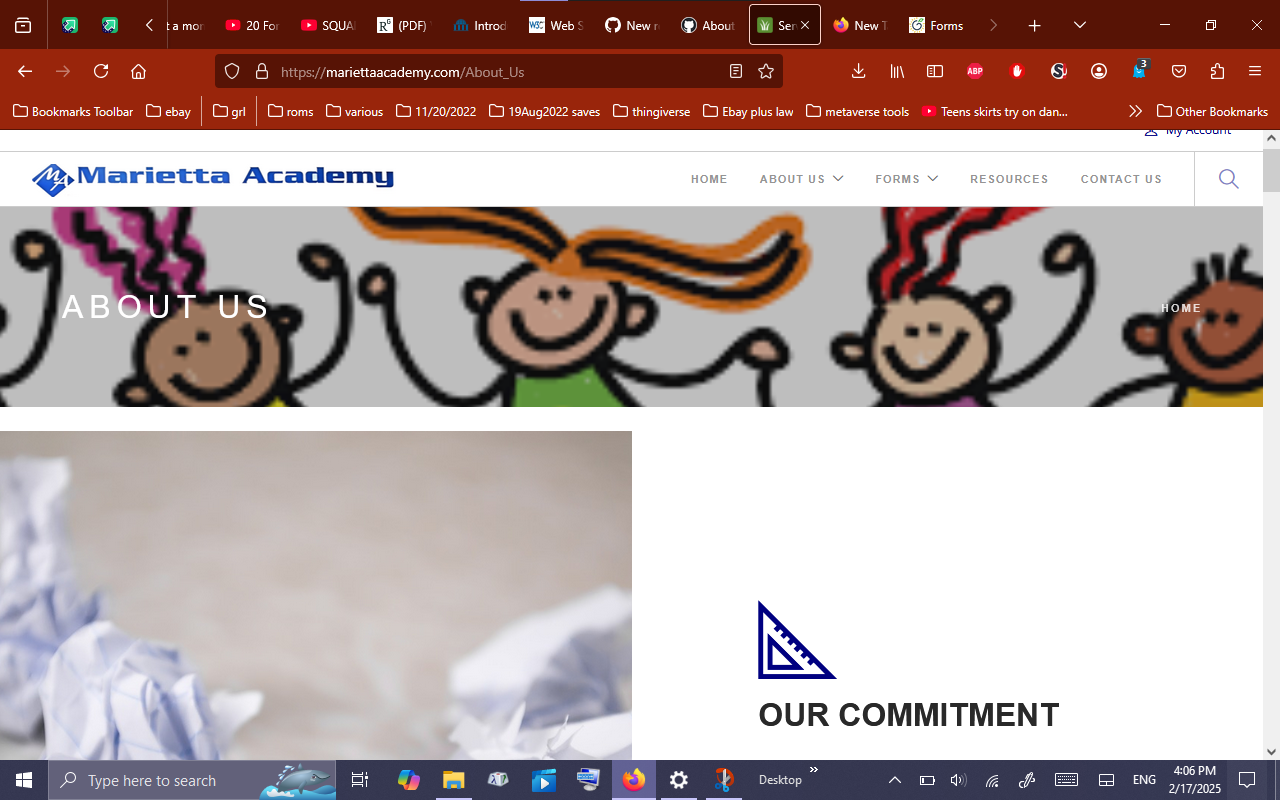 t a mor
20 For
SQUA
(PDF)
Introd
Web S
New r
About
Ser
New T
Forms
https://mariettaacademy.com/About_Us
ABP
3
Bookmarks Toolbar
ebay
grl
roms
various
11/20/2022
19Aug2022 saves
thingiverse
Ebay plus law
metaverse tools
Teens skirts try on dan...
Other Bookmarks
My Account
MA Marietta Academy
HOME
ABOUT US
FORMS
RESOURCES
CONTACT US
ABOUT US
HOME
OUR COMMITMENT
Type here to search
Desktop
ENG
4:06 PM
2/17/2025